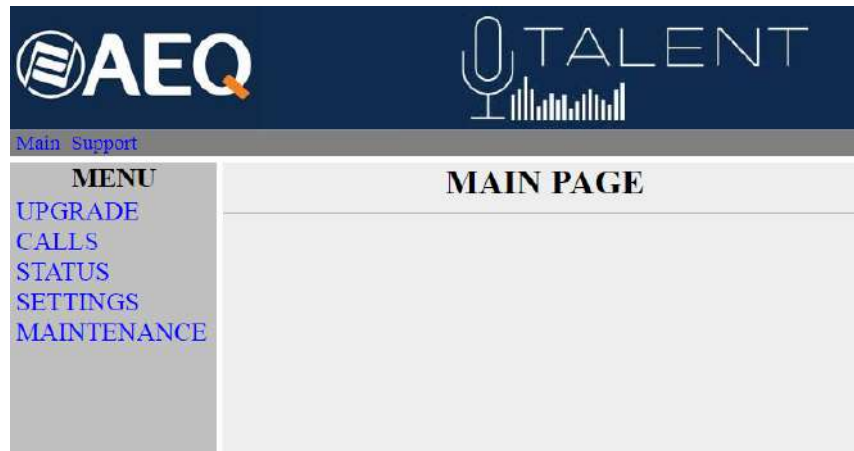 AEQ
TALENT
Main Support
MENU
UPGRADE
CALLS
STATUS
SETTINGS
MAINTENANCE
MAIN PAGE